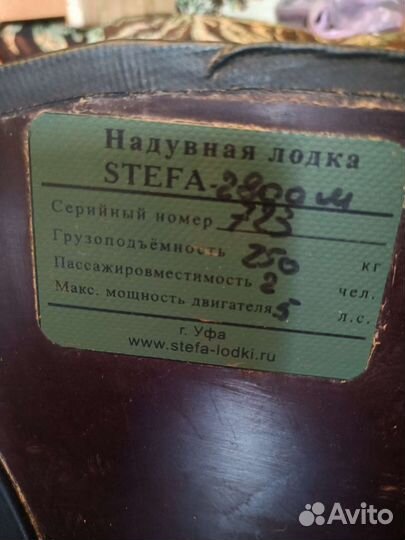 Надувная лодка
STEFA-2800м
Серийный номер 723
Грузоподъёмность 250 кг
Пассажировместимость 2 чел.
Макс. мощность двигателя 5 л.с.
г. Уфа
www.stefa-lodki.ru
Avito